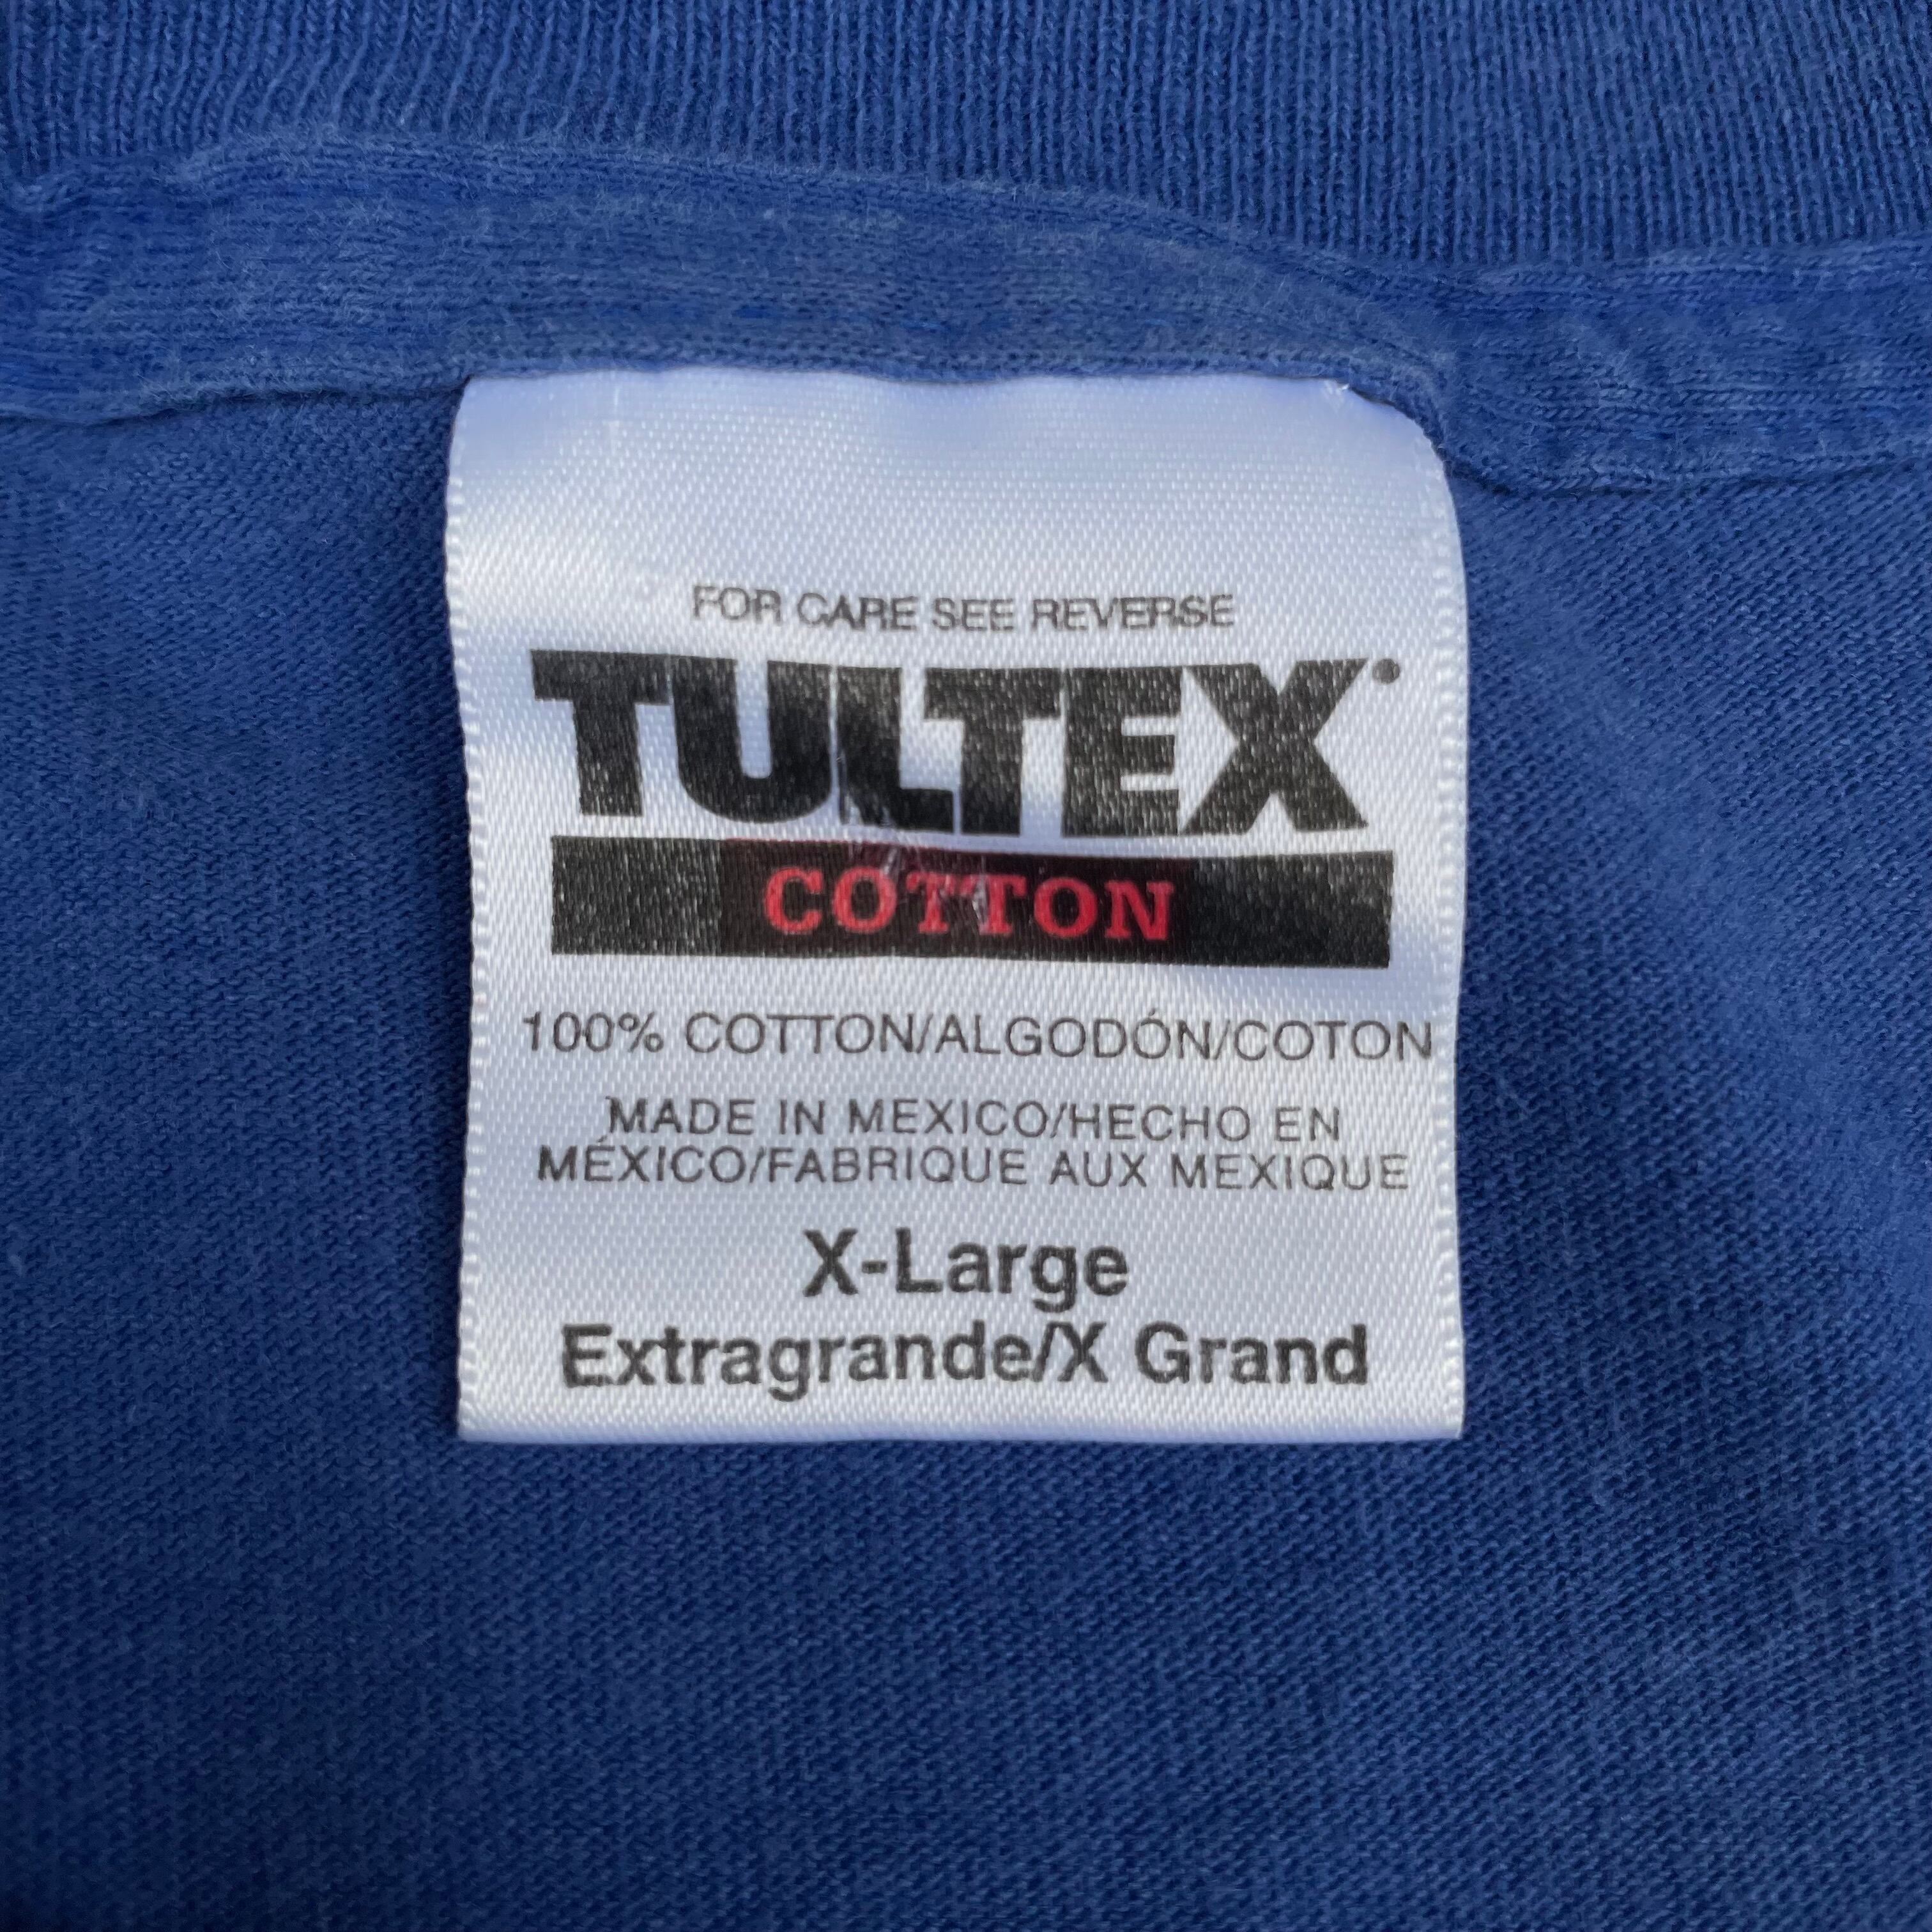 FOR CARE SEE REVERSE
TULTEX
COTTON
100% COTTON/ALGODÓN/COTON
MADE IN MEXICO/HECHO EN
MÉXICO/FABRIQUE AUX MEXIQUE
X-Large
Extragrande/X Grand